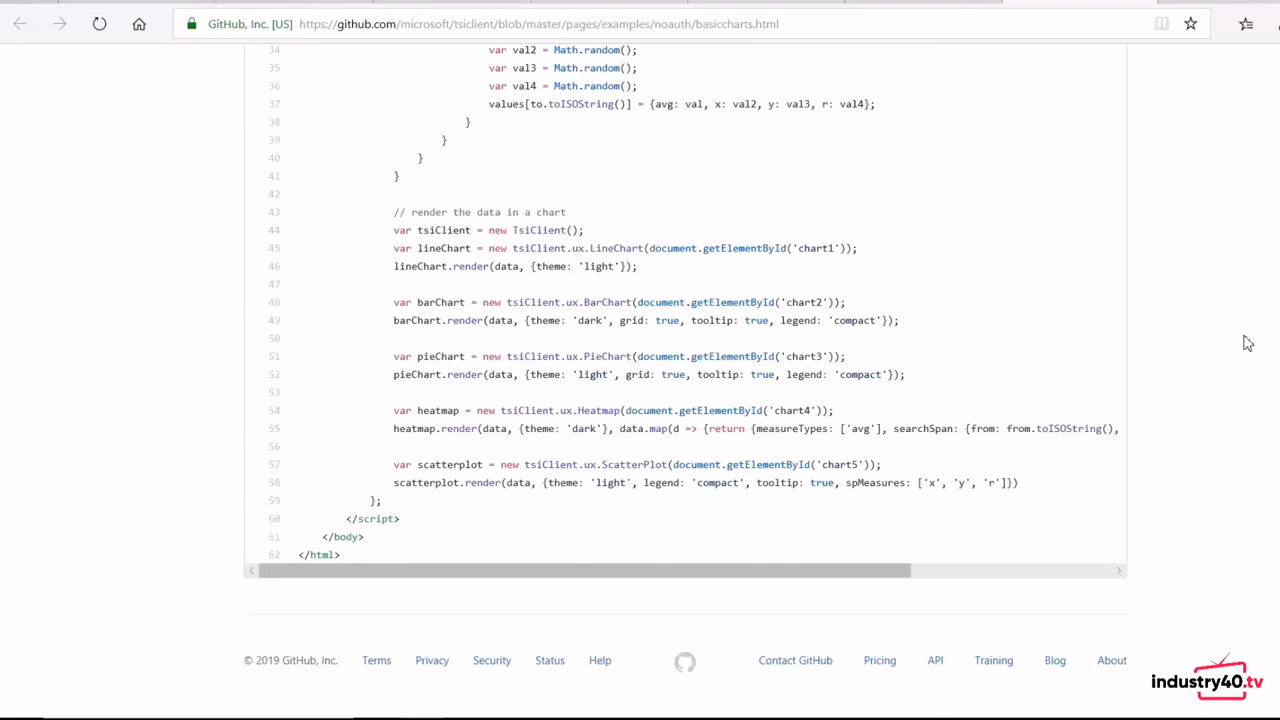 GitHub, Inc. [US] https://github.com/microsoft/tsiclient/blob/master/pages/examples/noauth/basiccharts.html
34 var val2 = Math.random();
35 var val3 = Math.random();
36 var val4 = Math.random();
37 values[to.toISOString()] = {avg: val, x: val2, y: val3, r: val4};
38 }
39 }
40 }
41 }
42
43 // render the data in a chart
44 var tsiClient = new TsiClient();
45 var lineChart = new tsiClient.ux.LineChart(document.getElementById('chart1'));
46 lineChart.render(data, {theme: 'light'});
47
48 var barChart = new tsiClient.ux.BarChart(document.getElementById('chart2'));
49 barChart.render(data, {theme: 'dark', grid: true, tooltip: true, legend: 'compact'});
50
51 var pieChart = new tsiClient.ux.PieChart(document.getElementById('chart3'));
52 pieChart.render(data, {theme: 'light', grid: true, tooltip: true, legend: 'compact'});
53
54 var heatmap = new tsiClient.ux.Heatmap(document.getElementById('chart4'));
55 heatmap.render(data, {theme: 'dark'}, data.map(d => {return {measureTypes: ['avg'], searchSpan: {from: from.toISOString(),
56
57 var scatterplot = new tsiClient.ux.ScatterPlot(document.getElementById('chart5'));
58 scatterplot.render(data, {theme: 'light', legend: 'compact', tooltip: true, spMeasures: ['x', 'y', 'r']})
59 };
60 </script>
61 </body>
62 </html>
© 2019 GitHub, Inc. Terms Privacy Security Status Help Contact GitHub Pricing API Training Blog About
industry40.tv